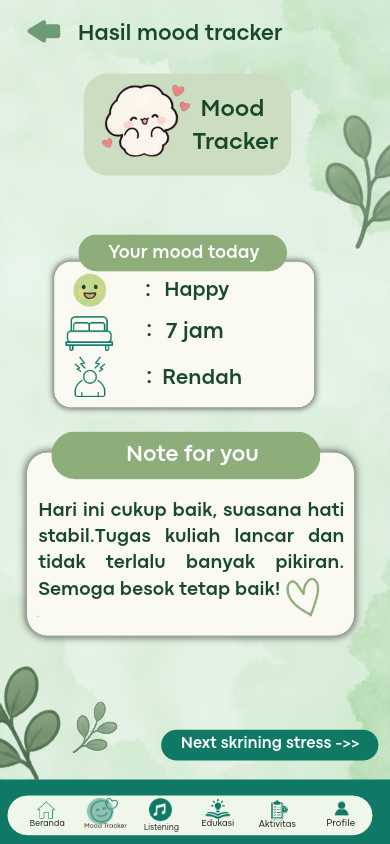 Hasil mood tracker
Mood
Tracker
Your mood today
: Happy
: 7 jam
: Rendah
Note for you
Hari ini cukup baik, suasana hati
stabil.Tugas kuliah lancar dan
tidak terlalu banyak pikiran.
Semoga besok tetap baik!
Next skrining stress ->>
Beranda
Mood Tracker
Listening
Edukasi
Aktivitas
Profile